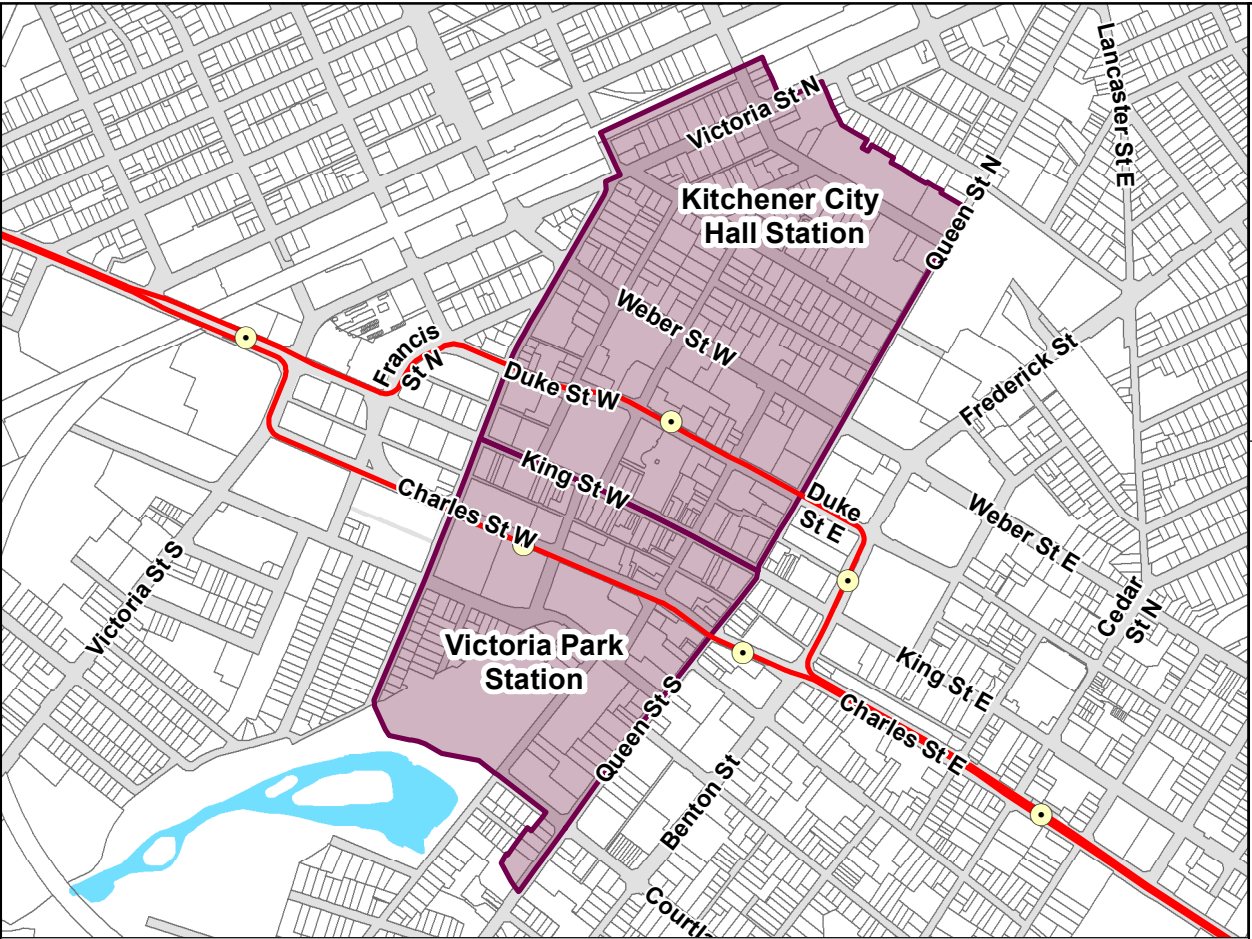 Lancaster St E
Victoria St N
Kitchener City
Hall Station
Queen St N
Weber St W
Francis
St N
Duke St W
Frederick St
King St W
Charles St W
Duke
St E
Weber St E
Victoria St S
Cedar
St N
Victoria Park
Station
King St E
Queen St S
Charles St E
Benton St
Courtla